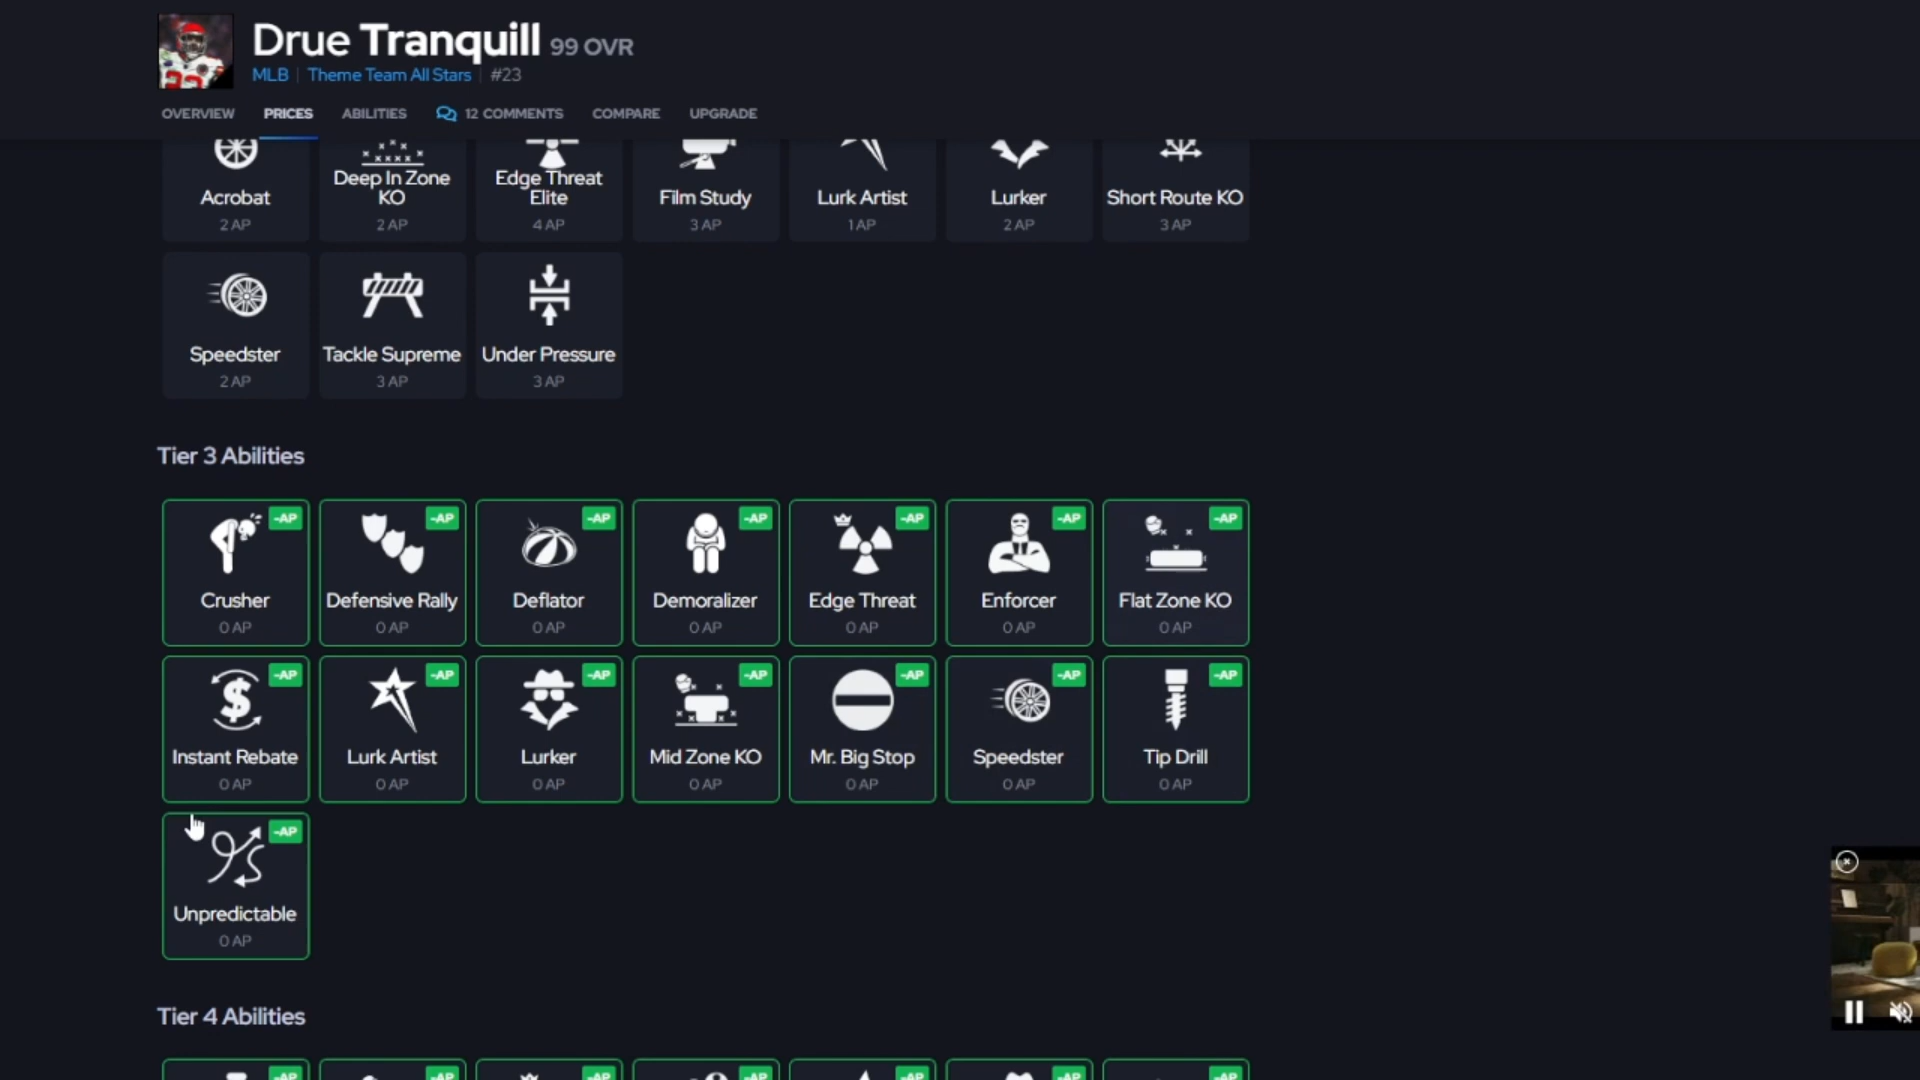 Drue Tranquill 99 OVR
MLB | Theme Team All Stars | #23
OVERVIEW PRICES ABILITIES 12 COMMENTS COMPARE UPGRADE
Acrobat
2 AP
Deep In Zone
KO
2 AP
Edge Threat
Elite
4 AP
Film Study
3 AP
Lurk Artist
1 AP
Lurker
2 AP
Short Route KO
3 AP
Speedster
2 AP
Tackle Supreme
3 AP
Under Pressure
3 AP
Tier 3 Abilities
-AP
Crusher
0 AP
-AP
Defensive Rally
0 AP
-AP
Deflator
0 AP
-AP
Demoralizer
0 AP
-AP
Edge Threat
0 AP
-AP
Enforcer
0 AP
-AP
Flat Zone KO
0 AP
-AP
Instant Rebate
0 AP
-AP
Lurk Artist
0 AP
-AP
Lurker
0 AP
-AP
Mid Zone KO
0 AP
-AP
Mr. Big Stop
0 AP
-AP
Speedster
0 AP
-AP
Tip Drill
0 AP
-AP
Unpredictable
0 AP
Tier 4 Abilities
-AP
-AP
-AP
-AP
-AP
-AP
-AP